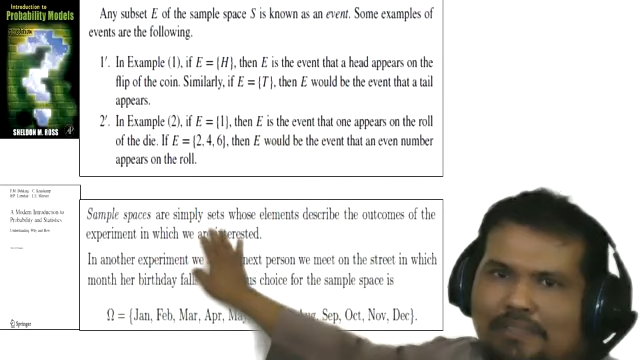 Introduction to
Probability Models
SHELDON M. ROSS
Any subset E of the sample space S is known as an event. Some examples of
events are the following.
1′. In Example (1), if E = {H}, then E is the event that a head appears on the
flip of the coin. Similarly, if E = {T}, then E would be the event that a tail
appears.
2′. In Example (2), if E = {1}, then E is the event that one appears on the roll
of the die. If E = {2, 4, 6}, then E would be the event that an even number
appears on the roll.
A Modern Introduction to
Probability and Statistics
Understanding Why and How
Springer
Sample spaces are simply sets whose elements describe the outcomes of the
experiment in which we are interested.
In another experiment we next person we meet on the street in which
month her birthday falls choice for the sample space is
Ω = {Jan, Feb, Mar, Apr, May Aug, Sep, Oct, Nov, Dec}.